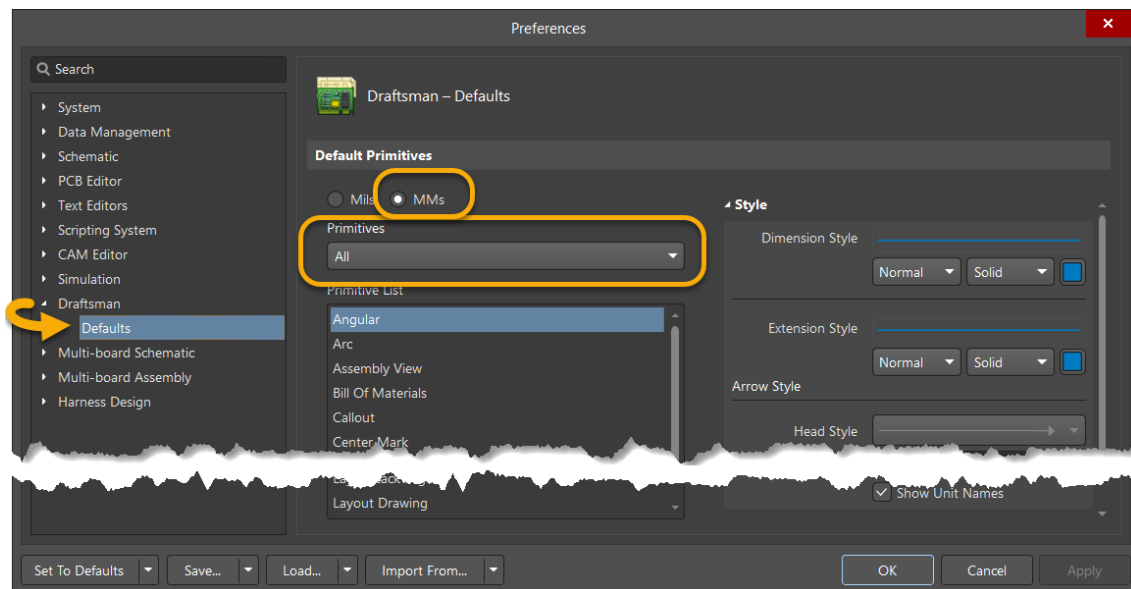 Preferences
Search
System
Data Management
Schematic
PCB Editor
Text Editors
Scripting System
CAM Editor
Simulation
Draftsman
Defaults
Multi-board Schematic
Multi-board Assembly
Harness Design
Draftsman – Defaults
Default Primitives
Mils MMs
Primitives
All
Primitive List
Angular
Arc
Assembly View
Bill Of Materials
Callout
Center Mark
Layout Drawing
Style
Dimension Style
Normal Solid
Extension Style
Normal Solid
Arrow Style
Head Style
Show Unit Names
Set To Defaults Save... Load... Import From... OK Cancel Apply